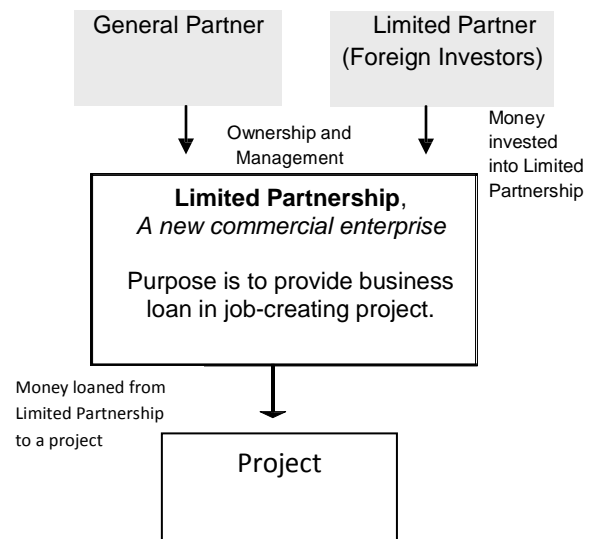 General Partner
Limited Partner
(Foreign Investors)
Ownership and
Management
Money
invested
into Limited
Partnership
Limited Partnership,
A new commercial enterprise
Purpose is to provide business
loan in job-creating project.
Money loaned from
Limited Partnership
to a project
Project